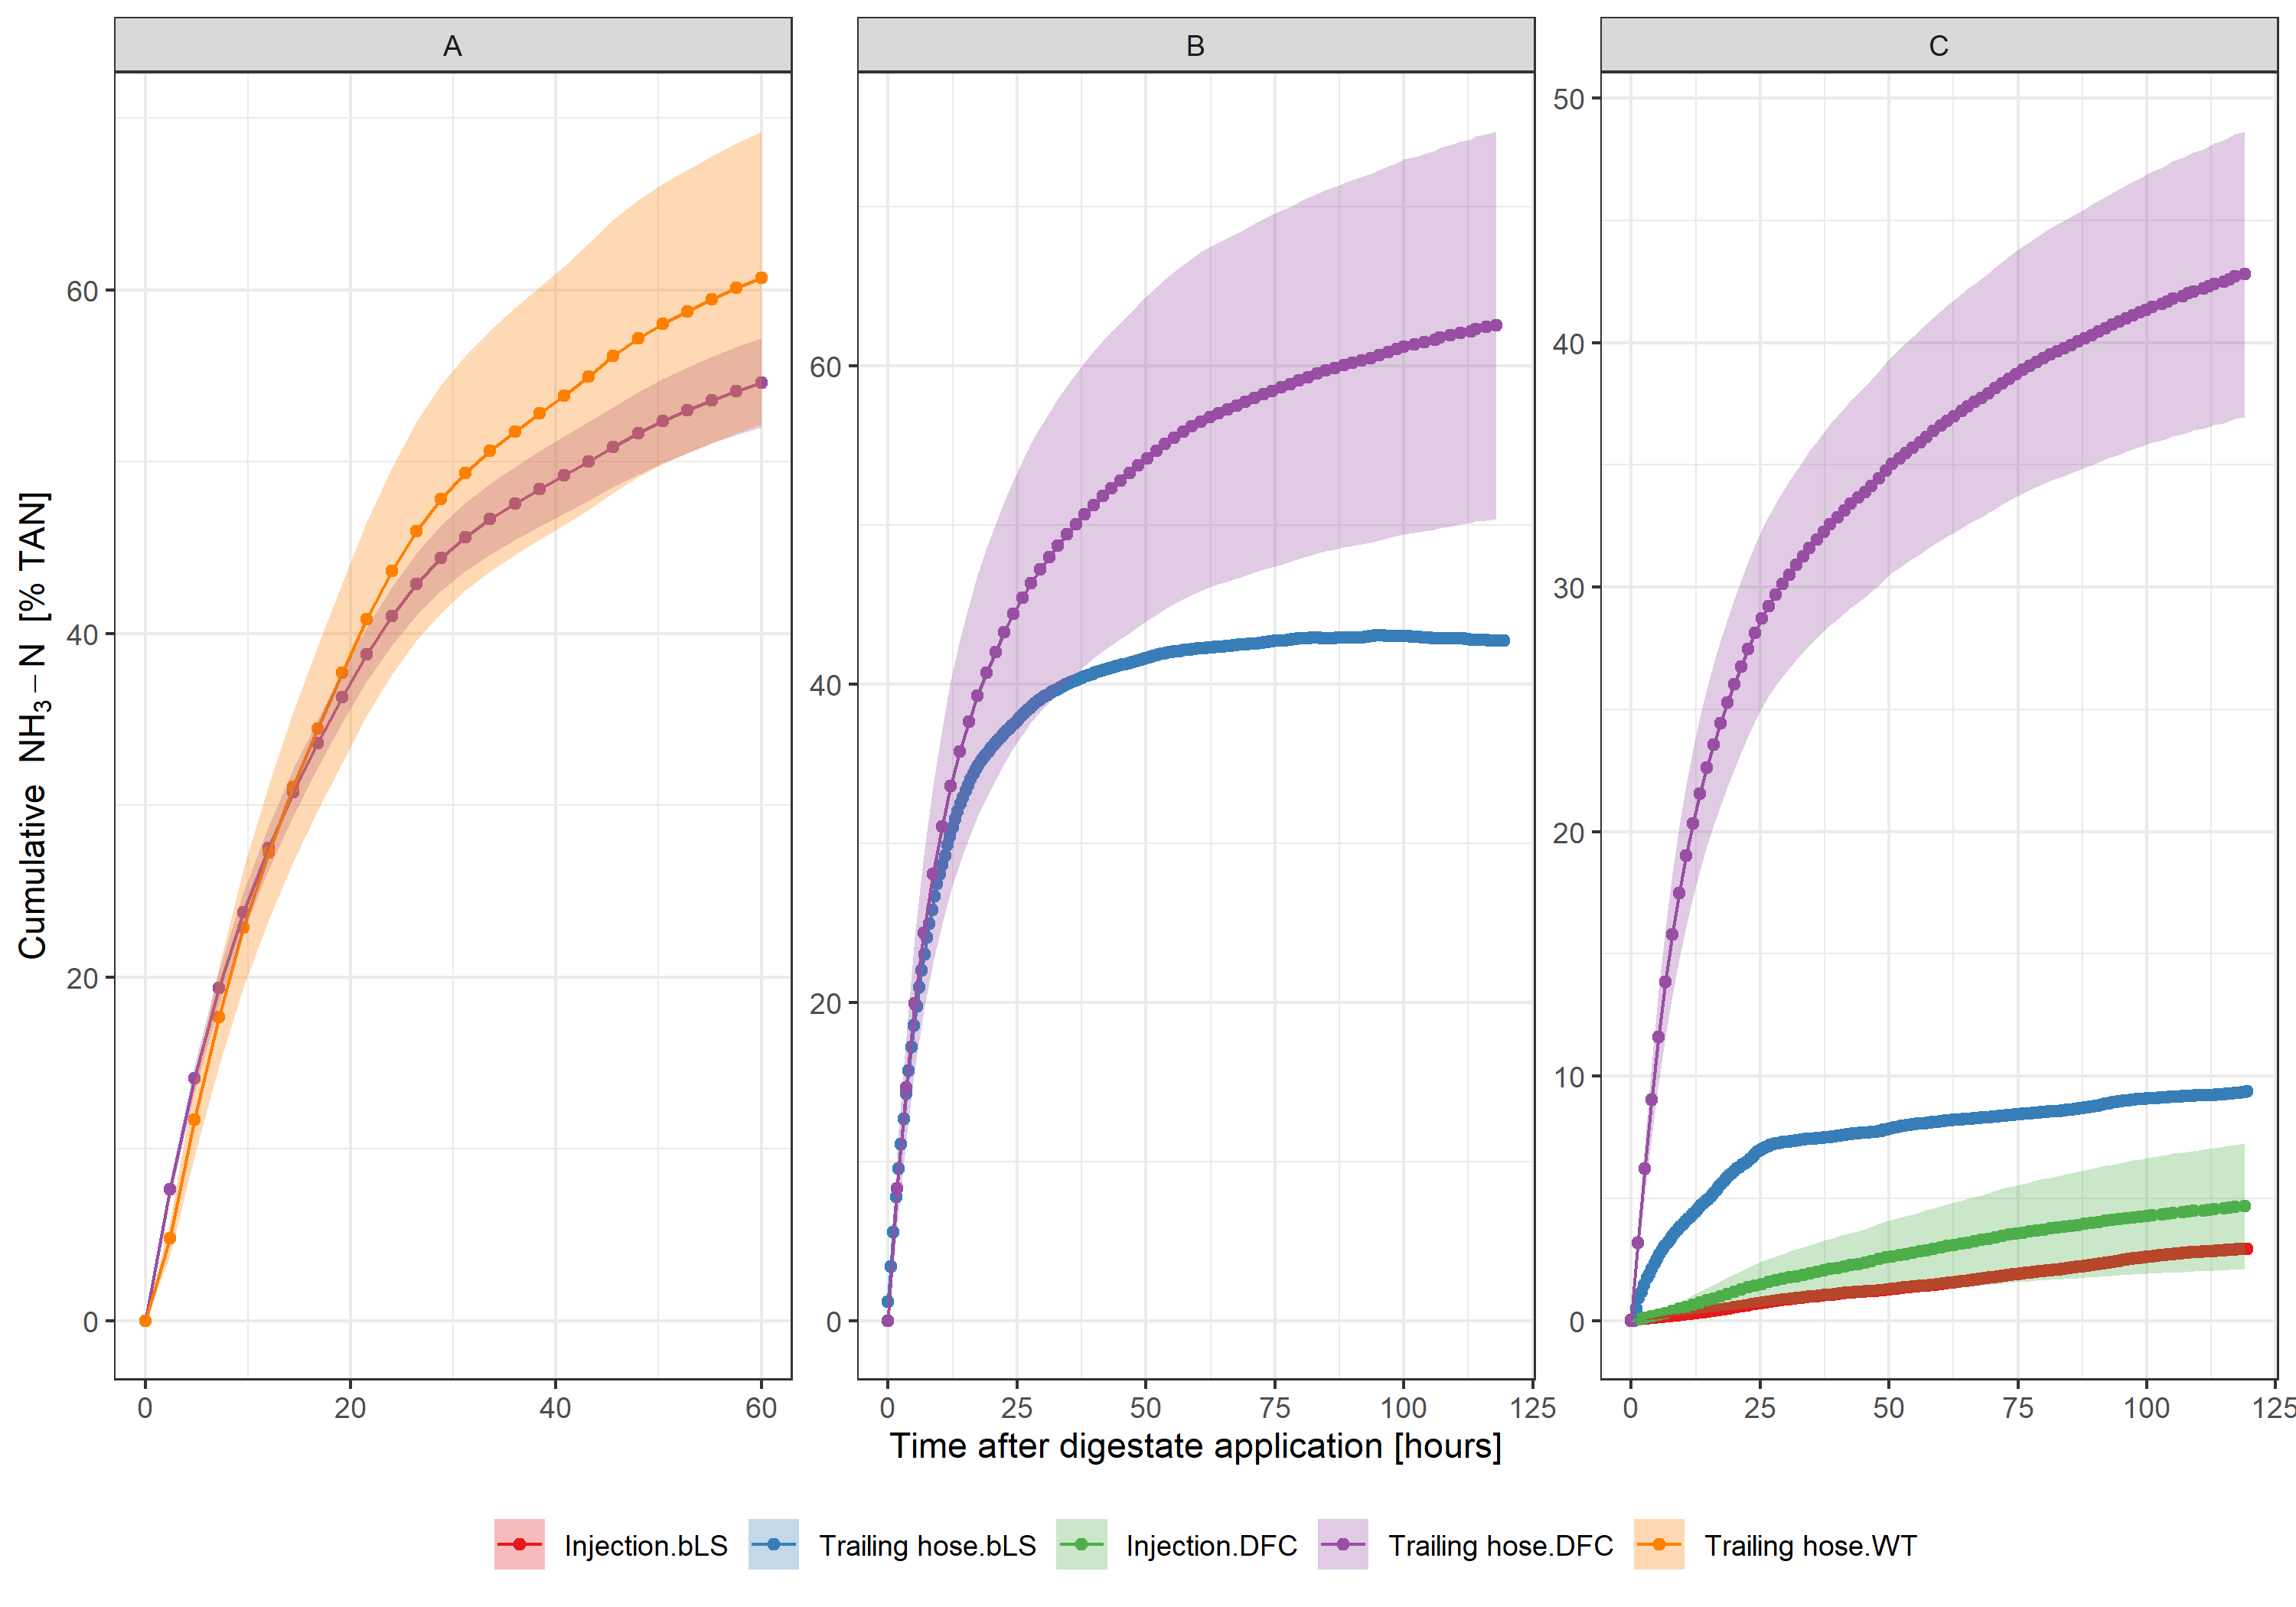 A B C
60
40
20
0
60
40
20
0
50
40
30
20
10
0
Cumulative NH3−N [% TAN]
0 20 40 60
0 25 50 75 100 125
0 25 50 75 100 125
Time after digestate application [hours]
Injection.bLS Trailing hose.bLS Injection.DFC Trailing hose.DFC Trailing hose.WT